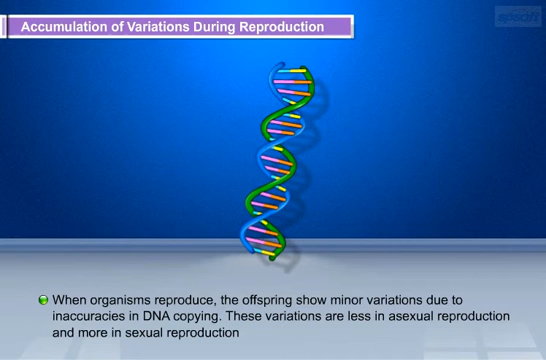 Accumulation of Variations During Reproduction
When organisms reproduce, the offspring show minor variations due to
inaccuracies in DNA copying. These variations are less in asexual reproduction
and more in sexual reproduction